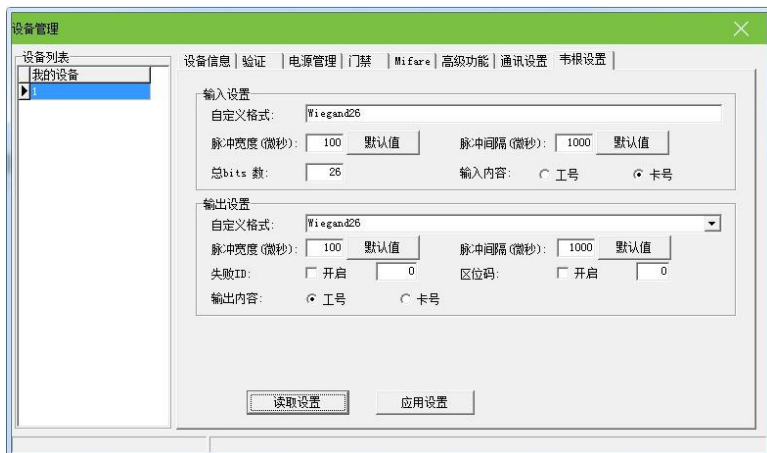 设备管理
设备列表
我的设备
1
设备信息 验证 电源管理 门禁 Mifare 高级功能 通讯设置 韦根设置
输入设置
自定义格式: Wiegand26
脉冲宽度(微秒): 100 默认值 脉冲间隔(微秒): 1000 默认值
总bits 数: 26 输入内容: 工号 卡号
输出设置
自定义格式: Wiegand26
脉冲宽度(微秒): 100 默认值 脉冲间隔(微秒): 1000 默认值
失败ID: 开启 0 区位码: 开启 0
输出内容: 工号 卡号
读取设置 应用设置